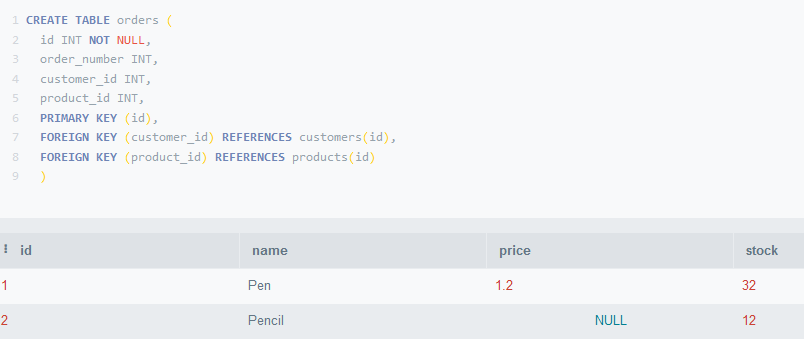 1 CREATE TABLE orders (
2 id INT NOT NULL,
3 order_number INT,
4 customer_id INT,
5 product_id INT,
6 PRIMARY KEY (id),
7 FOREIGN KEY (customer_id) REFERENCES customers(id),
8 FOREIGN KEY (product_id) REFERENCES products(id)
9 )
id name price stock
1 Pen 1.2 32
2 Pencil NULL 12